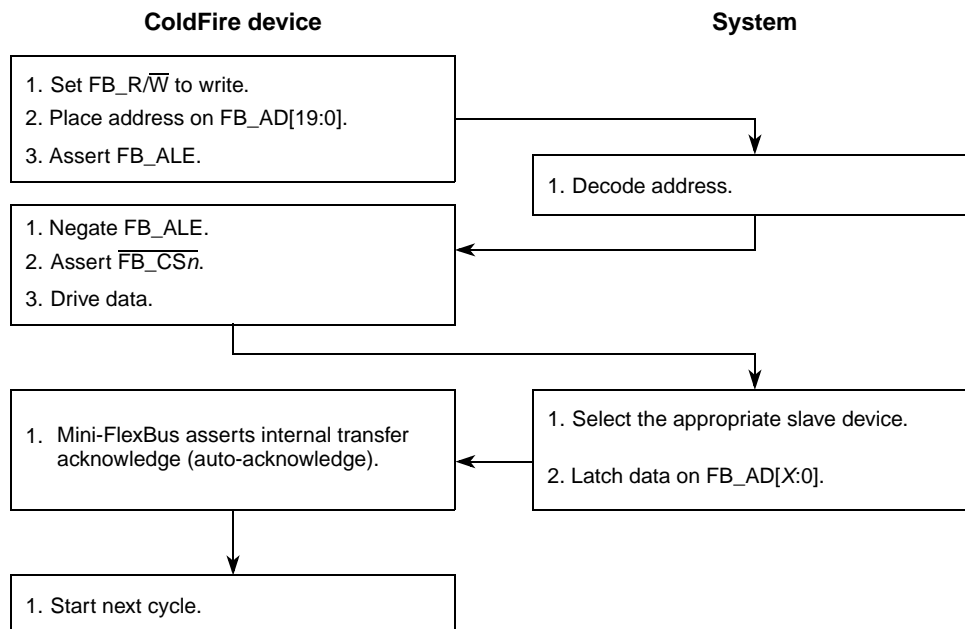 ColdFire device
System
1. Set FB_R/W̅ to write.
2. Place address on FB_AD[19:0].
3. Assert FB_ALE.
1. Decode address.
1. Negate FB_ALE.
2. Assert F̅B̅_̅C̅S̅n̅.
3. Drive data.
1. Select the appropriate slave device.
2. Latch data on FB_AD[X:0].
1. Mini-FlexBus asserts internal transfer
acknowledge (auto-acknowledge).
1. Start next cycle.